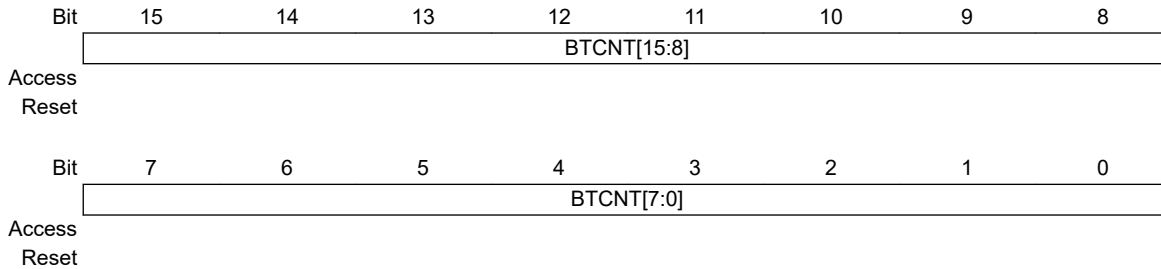 Bit 15 14 13 12 11 10 9 8
BTCNT[15:8]
Access
Reset
Bit 7 6 5 4 3 2 1 0
BTCNT[7:0]
Access
Reset